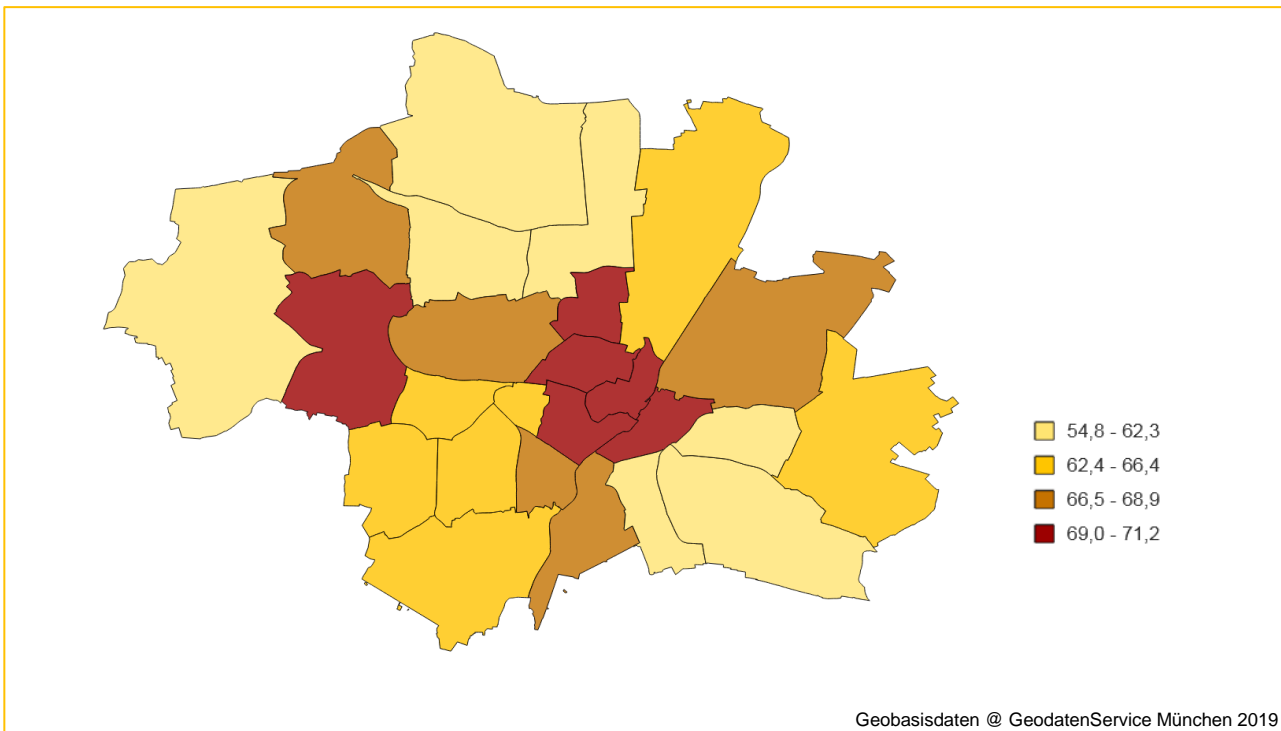 54,8 - 62,3
62,4 - 66,4
66,5 - 68,9
69,0 - 71,2
Geobasisdaten @ GeodatenService München 2019